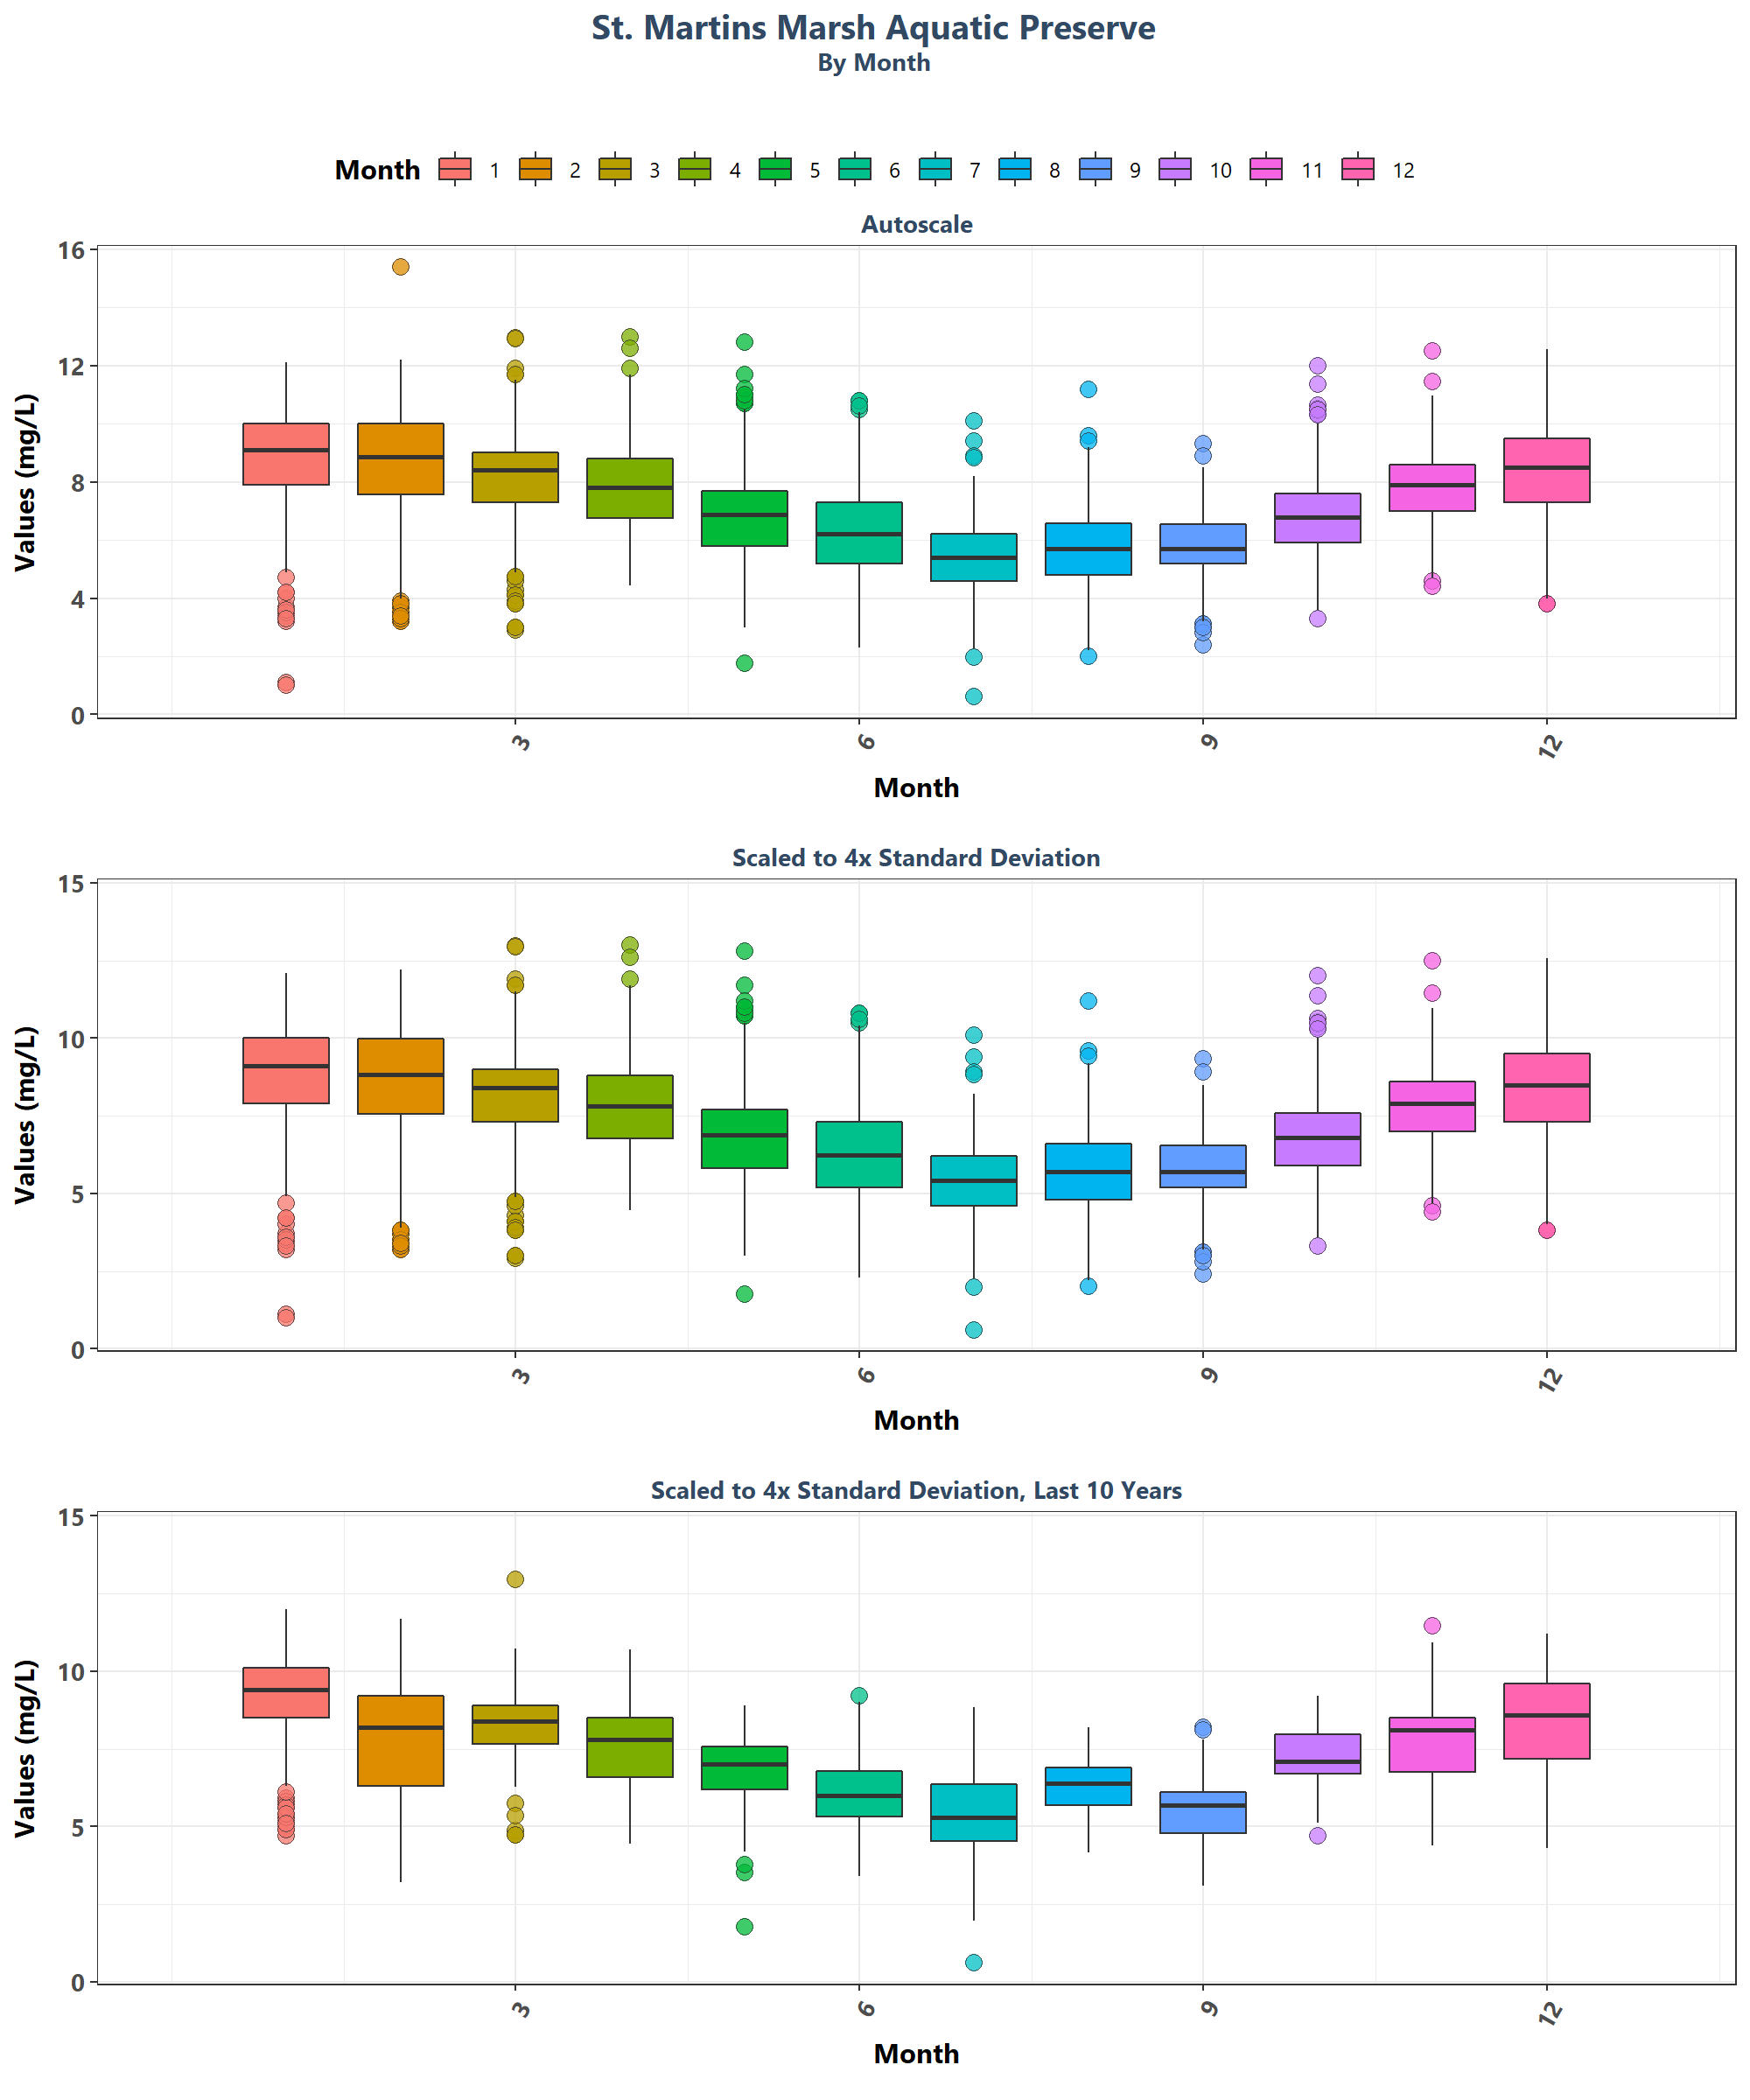 St. Martins Marsh Aquatic Preserve
By Month
Month 1 2 3 4 5 6 7 8 9 10 11 12
Autoscale
Values (mg/L)
16
12
8
4
0
3 6 9 12
Month
Scaled to 4x Standard Deviation
Values (mg/L)
15
10
5
0
3 6 9 12
Month
Scaled to 4x Standard Deviation, Last 10 Years
Values (mg/L)
15
10
5
0
3 6 9 12
Month